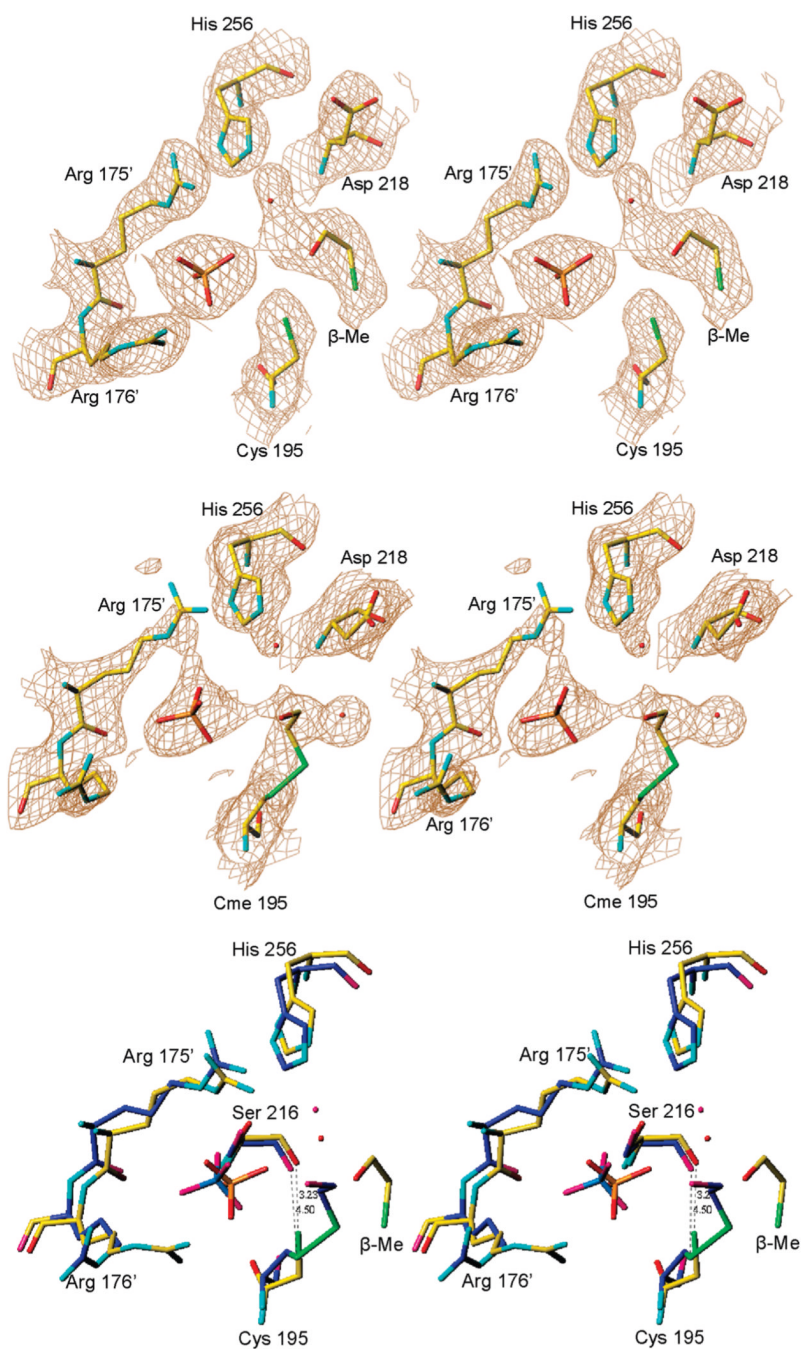 His 256 His 256
Arg 175' Arg 175'
Asp 218 Asp 218
β-Me β-Me
Arg 176' Arg 176'
Cys 195 Cys 195
His 256 His 256
Asp 218 Asp 218
Arg 175' Arg 175'
Arg 176'
Cme 195 Cme 195
His 256 His 256
Arg 175' Arg 175'
Ser 216 Ser 216
3.23 3.2
4.50 4.50
β-Me β-Me
Arg 176' Arg 176'
Cys 195 Cys 195